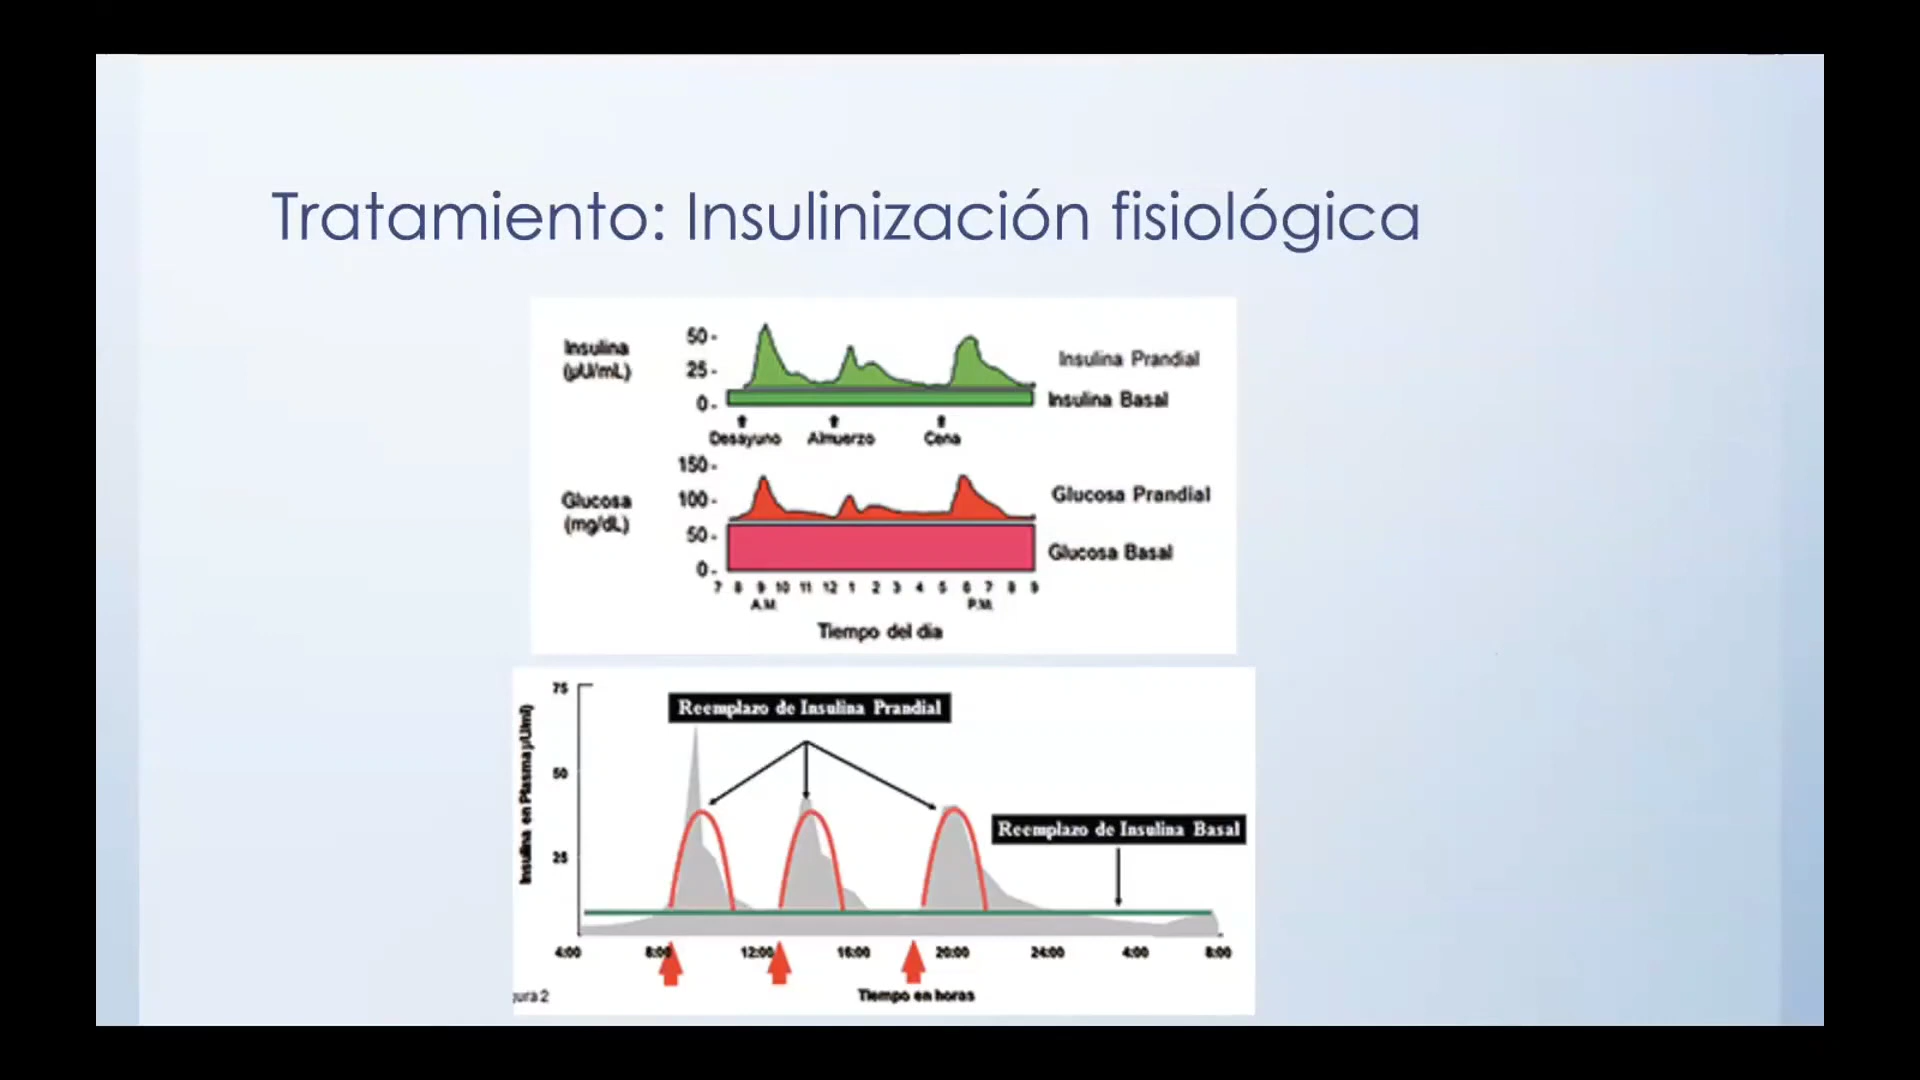 Tratamiento: Insulinización fisiológica
Insulina
(µU/mL)
50-
25-
0-
Insulina Prandial
Insulina Basal
Desayuno Almuerzo Cena
Glucosa
(mg/dL)
150-
100-
50-
0-
Glucosa Prandial
Glucosa Basal
7 8 9 10 11 12 1 2 3 4 5 6 7 8 9
A.M. P.M.
Tiempo del día
Insulina en Plasma µU/ml)
75
50
25
Reemplazo de Insulina Prandial
Reemplazo de Insulina Basal
4:00 8:00 12:00 16:00 20:00 24:00 4:00 8:00
Tiempo en horas
gura 2